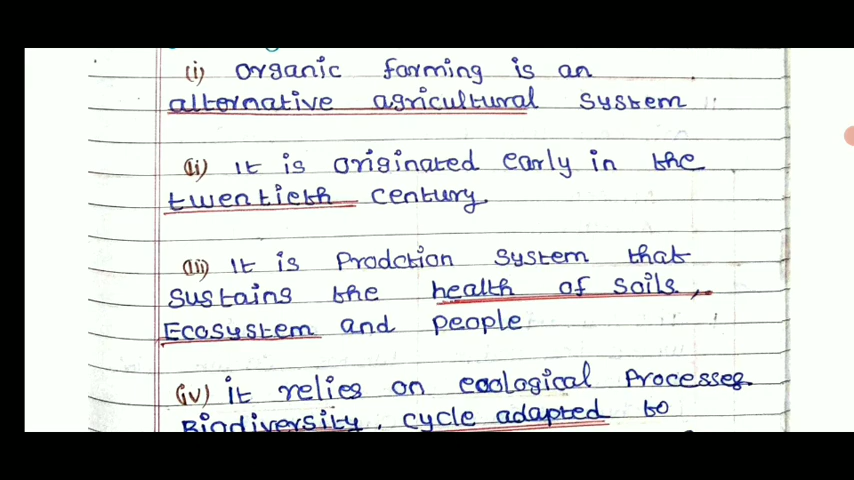 (i) organic farming is an
alternative agricultural system
(ii) It is originated early in the
twentieth century
(iii) It is Prodction system that
sustains the health of soils,
Ecosystem and people
(iv) it relies on ecological Processes.
Biodiversity, cycle adapted to